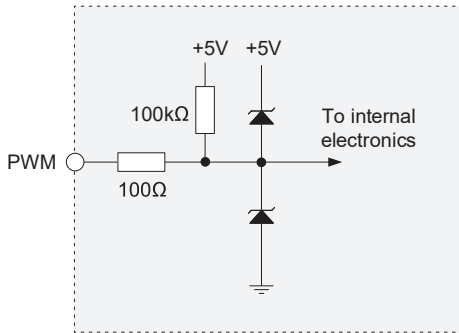 +5V +5V
100kΩ
To internal
electronics
PWM
100Ω